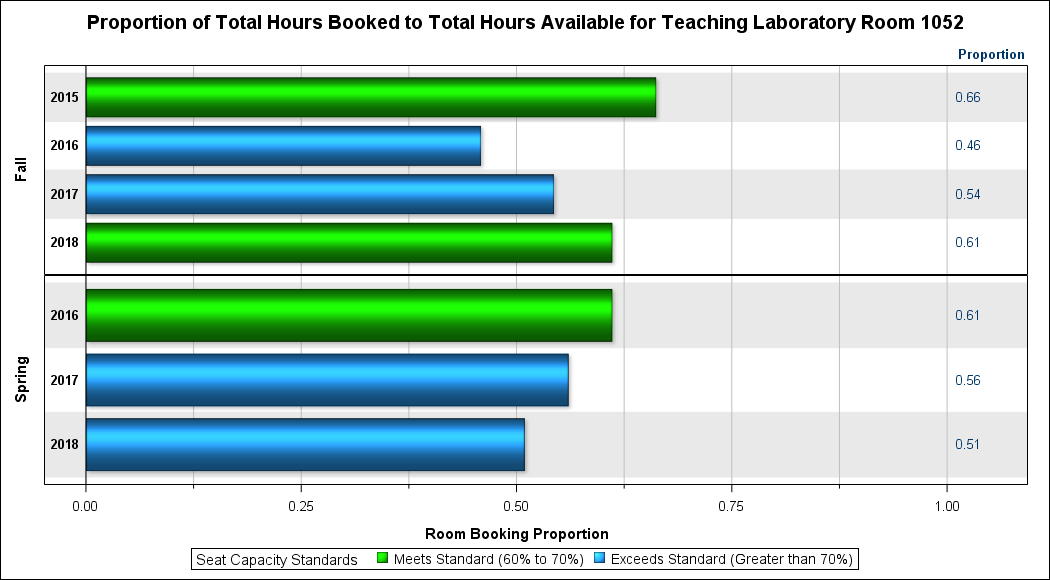 Proportion of Total Hours Booked to Total Hours Available for Teaching Laboratory Room 1052
Proportion
Fall
2015 0.66
2016 0.46
2017 0.54
2018 0.61
Spring
2016 0.61
2017 0.56
2018 0.51
0.00 0.25 0.50 0.75 1.00
Room Booking Proportion
Seat Capacity Standards Meets Standard (60% to 70%) Exceeds Standard (Greater than 70%)